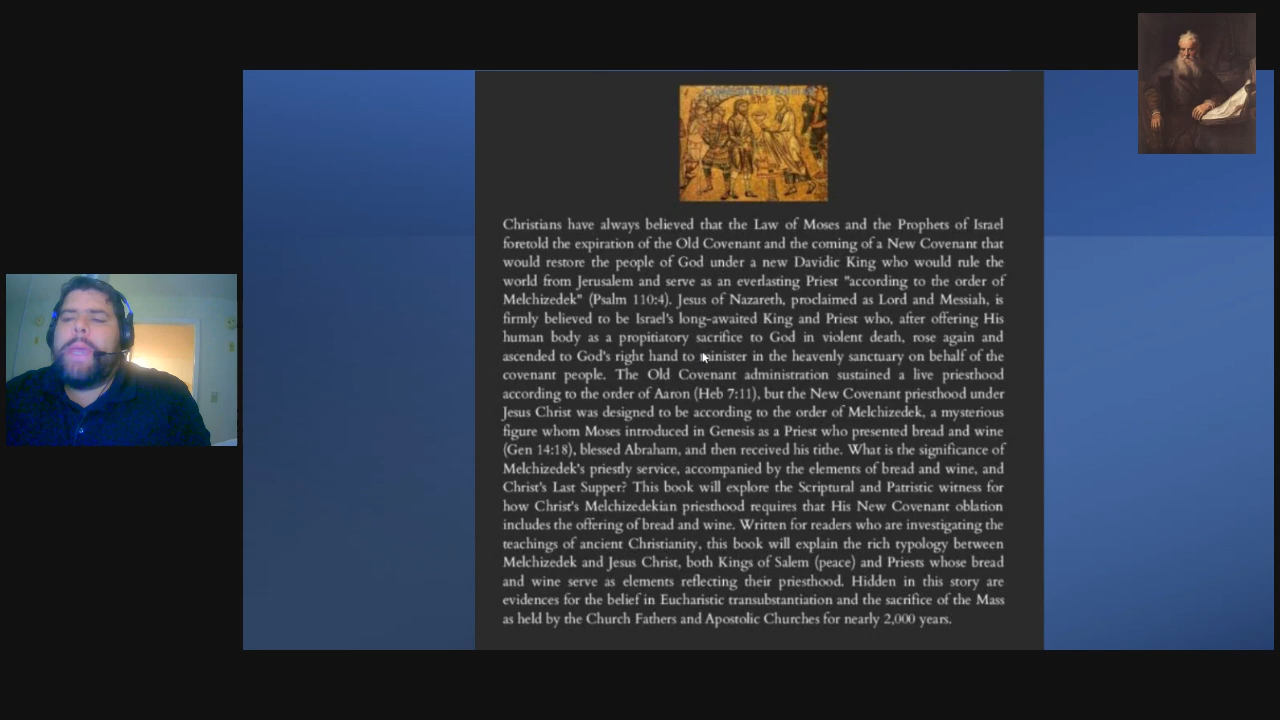 Christians have always believed that the Law of Moses and the Prophets of Israel
foretold the expiration of the Old Covenant and the coming of a New Covenant that
would restore the people of God under a new Davidic King who would rule the
world from Jerusalem and serve as an everlasting Priest "according to the order of
Melchizedek" (Psalm 110:4). Jesus of Nazareth, proclaimed as Lord and Messiah, is
firmly believed to be Israel's long-awaited King and Priest who, after offering His
human body as a propitiatory sacrifice to God in violent death, rose again and
ascended to God's right hand to minister in the heavenly sanctuary on behalf of the
covenant people. The Old Covenant administration sustained a live priesthood
according to the order of Aaron (Heb 7:11), but the New Covenant priesthood under
Jesus Christ was designed to be according to the order of Melchizedek, a mysterious
figure whom Moses introduced in Genesis as a Priest who presented bread and wine
(Gen 14:18), blessed Abraham, and then received his tithe. What is the significance of
Melchizedek's priestly service, accompanied by the elements of bread and wine, and
Christ's Last Supper? This book will explore the Scriptural and Patristic witness for
how Christ's Melchizedekian priesthood requires that His New Covenant oblation
includes the offering of bread and wine. Written for readers who are investigating the
teachings of ancient Christianity, this book will explain the rich typology between
Melchizedek and Jesus Christ, both Kings of Salem (peace) and Priests whose bread
and wine serve as elements reflecting their priesthood. Hidden in this story are
evidences for the belief in Eucharistic transubstantiation and the sacrifice of the Mass
as held by the Church Fathers and Apostolic Churches for nearly 2,000 years.